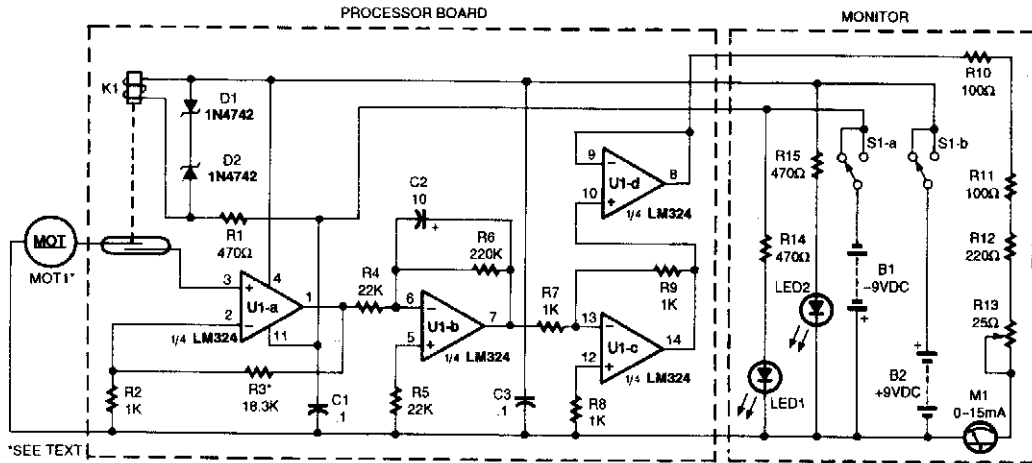 PROCESSOR BOARD
MONITOR
K1
D1
1N4742
D2
1N4742
R1
470Ω
MOT
MOT1*
3
+
4
1
2
−
11
U1-a
1/4 LM324
R2
1K
R3*
18.3K
C1
.1
R4
22K
C2
10
+
R6
220K
6
−
7
5
+
U1-b
1/4 LM324
R5
22K
C3
.1
R7
1K
9
−
8
10
+
U1-d
1/4 LM324
R9
1K
13
−
14
12
+
U1-c
1/4 LM324
R8
1K
R10
100Ω
R15
470Ω
S1-a
S1-b
R11
100Ω
R14
470Ω
R12
220Ω
LED2
B1
−9VDC
+
R13
25Ω
LED1
+
B2
+9VDC
M1
0−15mA
*SEE TEXT